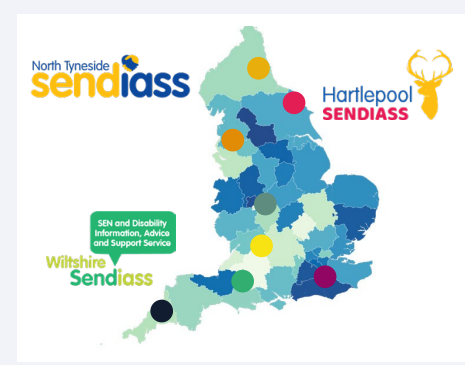 North Tyneside
sendiass
Hartlepool
SENDIASS
SEN and Disability
Information, Advice
and Support Service
Wiltshire
Sendiass